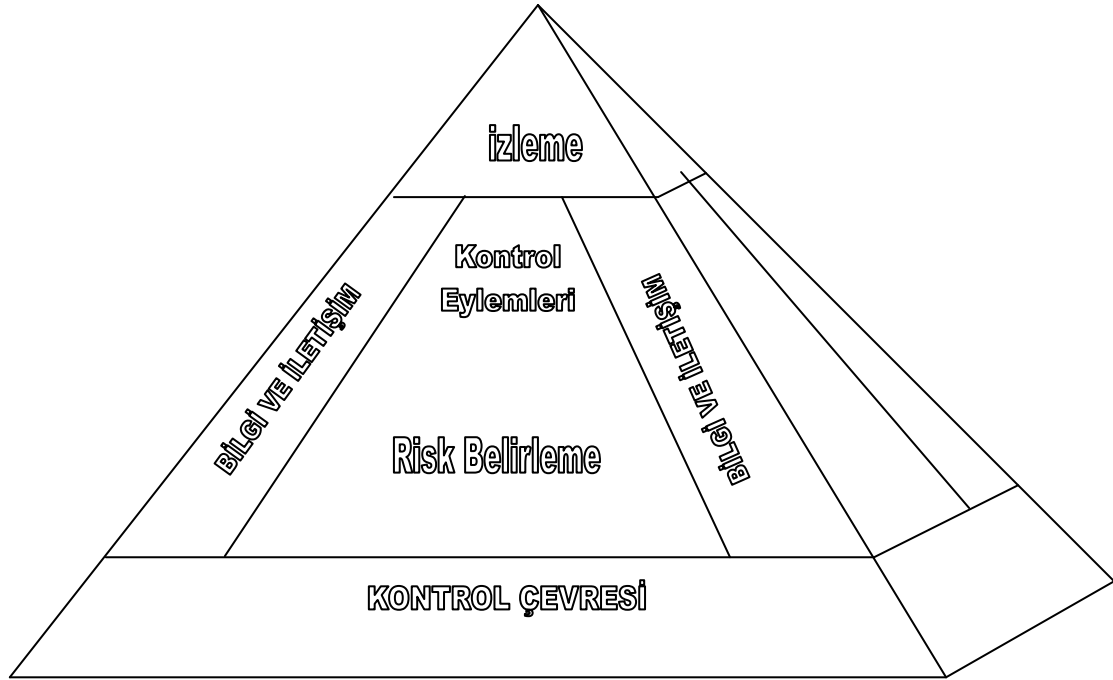 izleme
Kontrol
Eylemleri
BİLGİ VE İLETİŞİM
BİLGİ VE İLETİŞİM
Risk Belirleme
KONTROL ÇEVRESİ